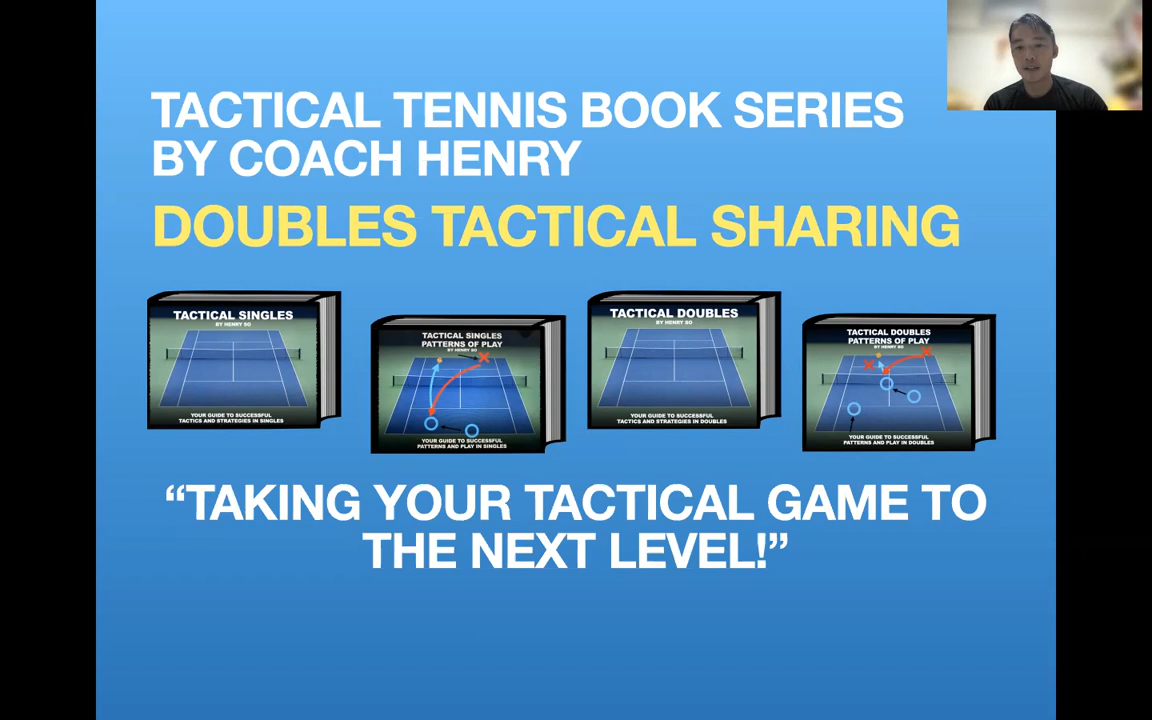 TACTICAL TENNIS BOOK SERIES
BY COACH HENRY
DOUBLES TACTICAL SHARING
TACTICAL SINGLES
BY HENRY SO
YOUR GUIDE TO SUCCESSFUL
TACTICS AND STRATEGIES IN SINGLES
TACTICAL SINGLES
PATTERNS OF PLAY
BY HENRY SO
YOUR GUIDE TO SUCCESSFUL
PATTERNS AND PLAY IN SINGLES
TACTICAL DOUBLES
BY HENRY SO
YOUR GUIDE TO SUCCESSFUL
TACTICS AND STRATEGIES IN DOUBLES
TACTICAL DOUBLES
PATTERNS OF PLAY
BY HENRY SO
YOUR GUIDE TO SUCCESSFUL
PATTERNS AND PLAY IN DOUBLES
“TAKING YOUR TACTICAL GAME TO
THE NEXT LEVEL!”